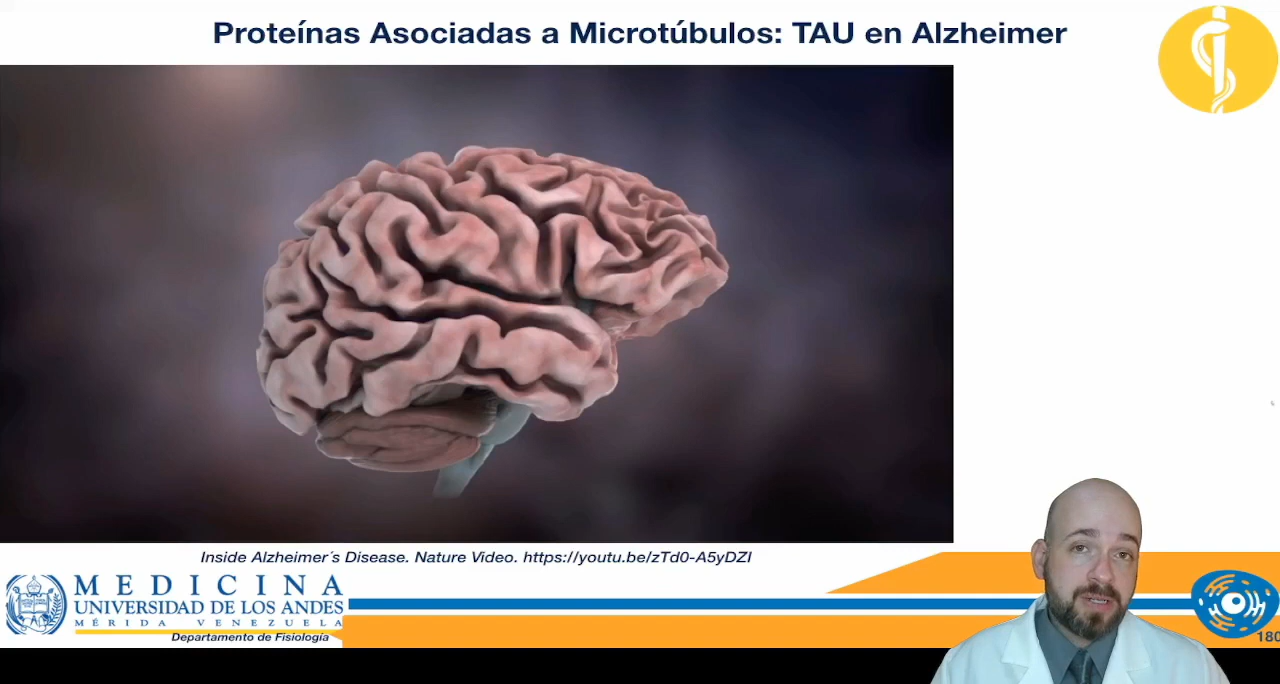 Proteínas Asociadas a Microtúbulos: TAU en Alzheimer
Inside Alzheimer´s Disease. Nature Video. https://youtu.be/zTd0-A5yDZI
MEDICINA
UNIVERSIDAD DE LOS ANDES
MÉRIDA VENEZUELA
Departamento de Fisiología
180